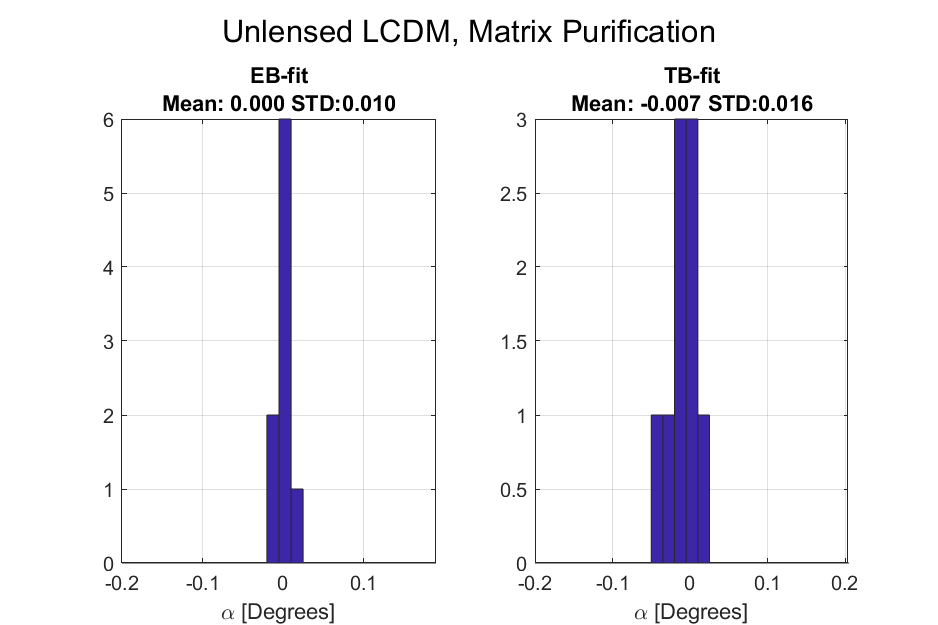 Unlensed LCDM, Matrix Purification
EB-fit
Mean: 0.000 STD:0.010
6
5
4
3
2
1
0
-0.2 -0.1 0 0.1
α [Degrees]
TB-fit
Mean: -0.007 STD:0.016
3
2.5
2
1.5
1
0.5
0
-0.2 -0.1 0 0.1 0.2
α [Degrees]